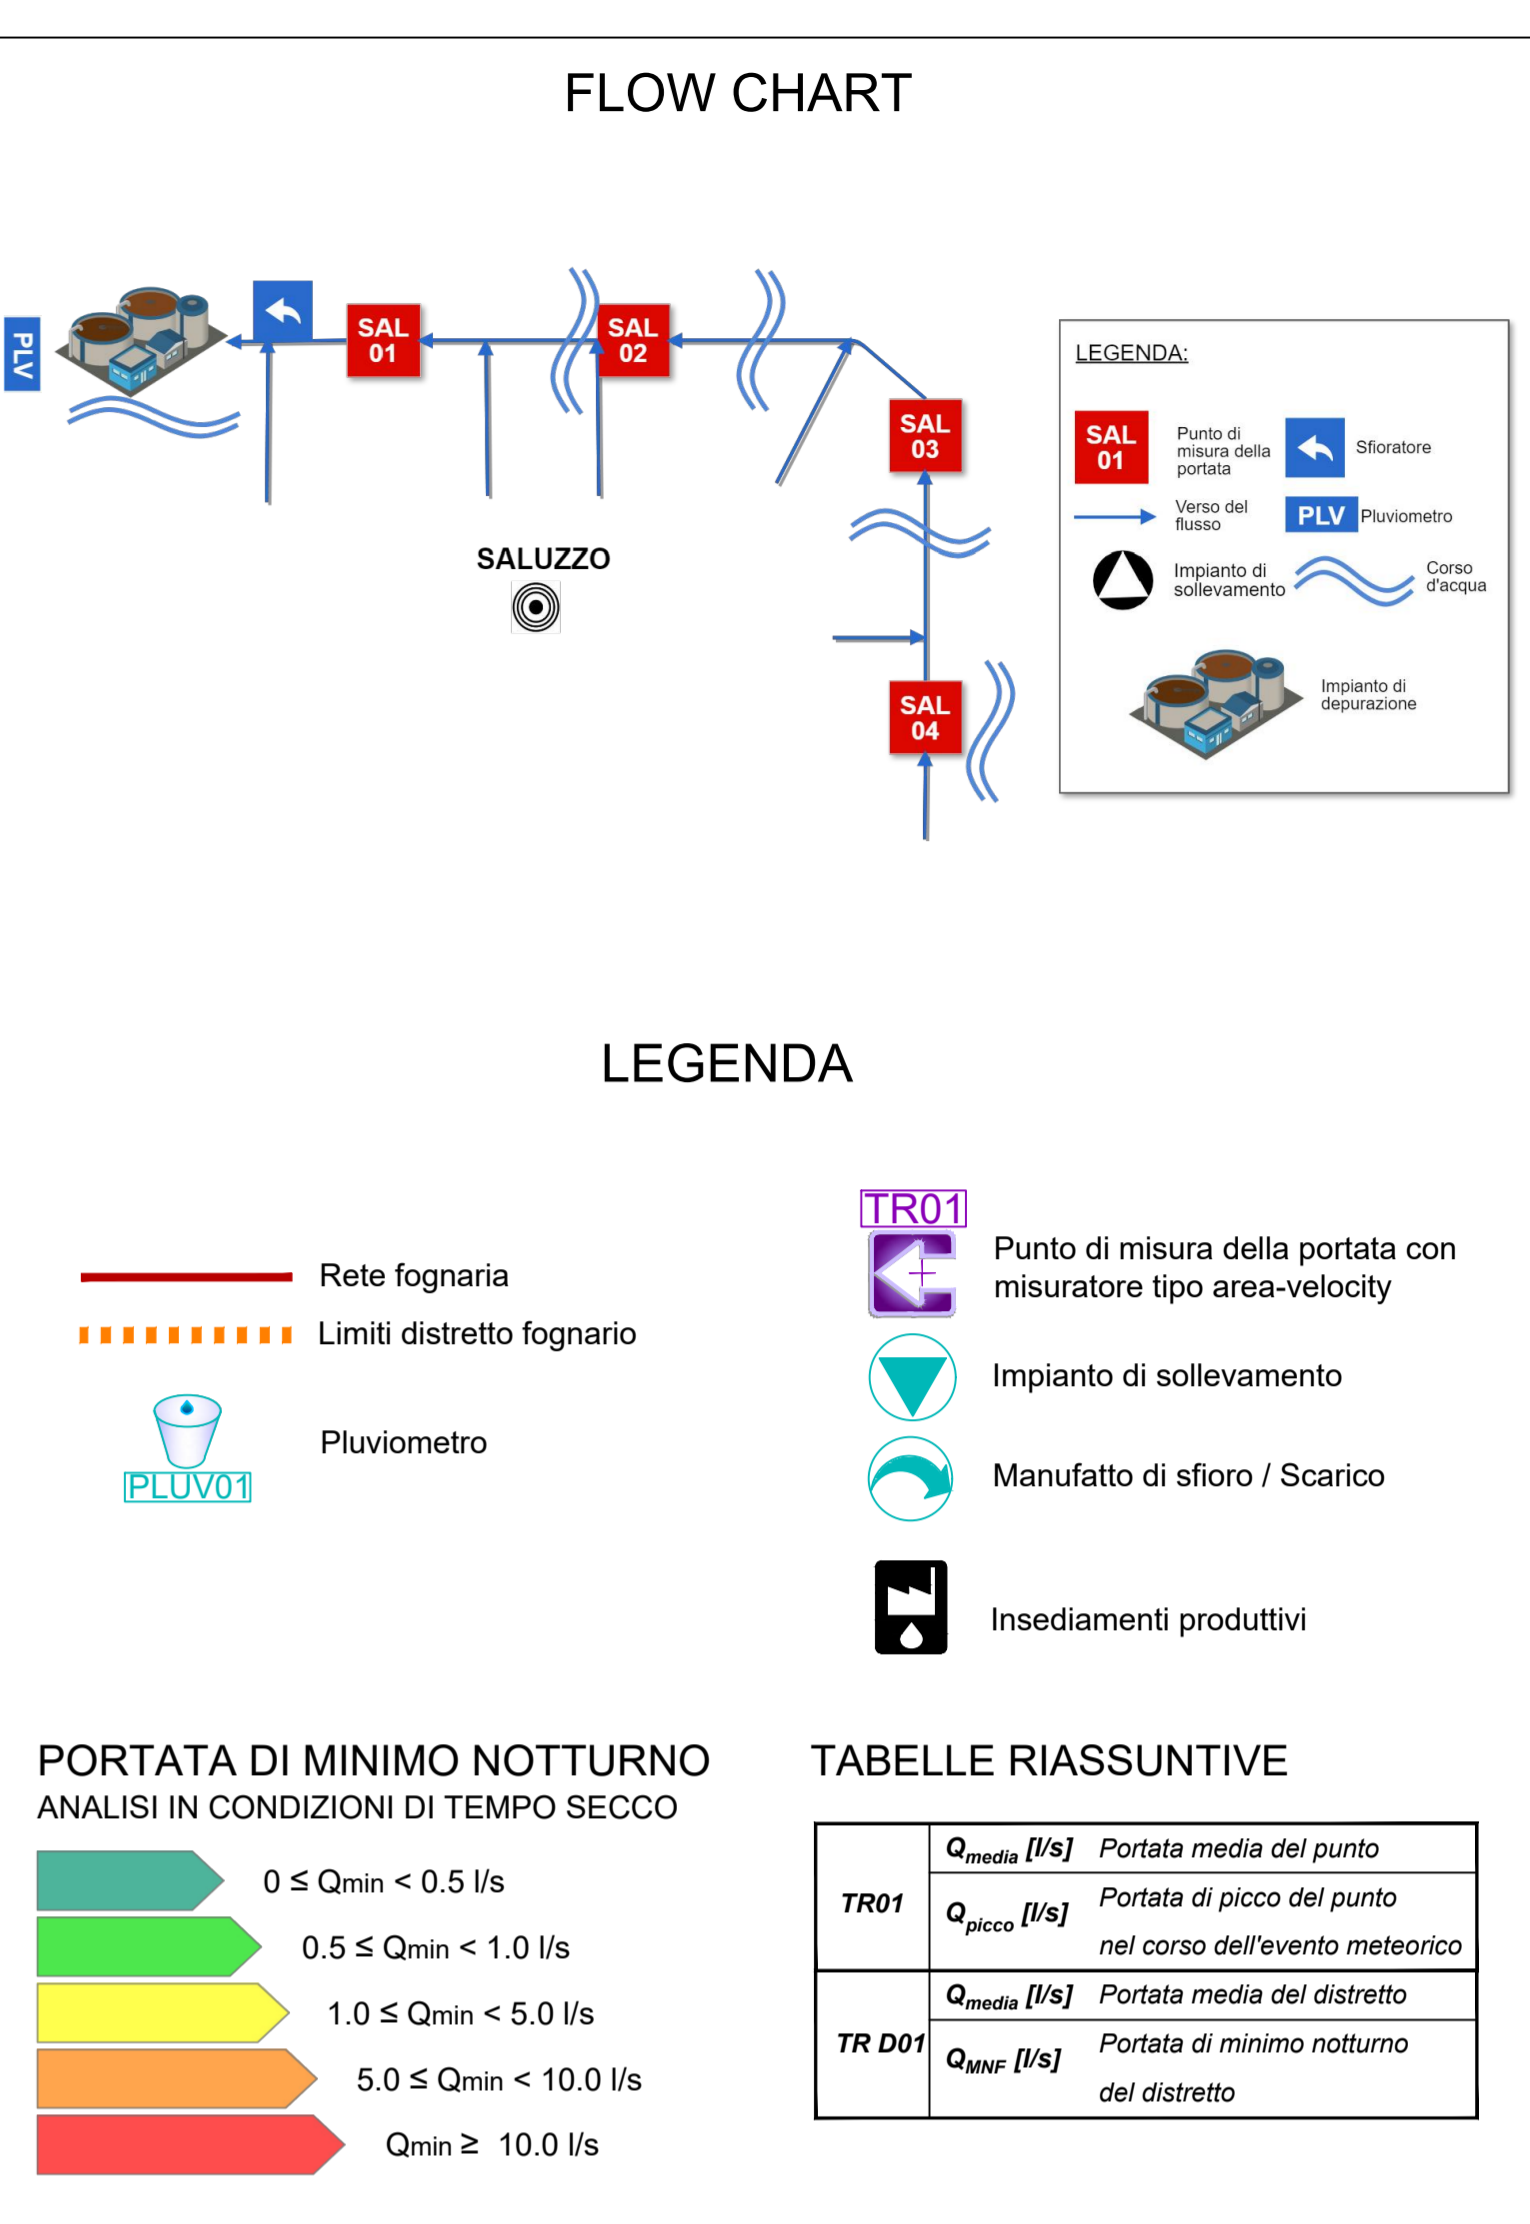 FLOW CHART
PLV
SAL
01
SAL
02
SAL
03
SAL
04
SALUZZO
LEGENDA:
SAL
01
Punto di
misura della
portata
Sfioratore
Verso del
flusso
PLV
Pluviometro
Impianto di
sollevamento
Corso
d'acqua
Impianto di
depurazione
LEGENDA
Rete fognaria
Limiti distretto fognario
PLUV01
Pluviometro
TR01
Punto di misura della portata con
misuratore tipo area-velocity
Impianto di sollevamento
Manufatto di sfioro / Scarico
Insediamenti produttivi
PORTATA DI MINIMO NOTTURNO
ANALISI IN CONDIZIONI DI TEMPO SECCO
0 ≤ Qmin < 0.5 l/s
0.5 ≤ Qmin < 1.0 l/s
1.0 ≤ Qmin < 5.0 l/s
5.0 ≤ Qmin < 10.0 l/s
Qmin ≥ 10.0 l/s
TABELLE RIASSUNTIVE
TR01
Qmedia [l/s] Portata media del punto
Qpicco [l/s] Portata di picco del punto
nel corso dell'evento meteorico
TR D01
Qmedia [l/s] Portata media del distretto
QMNF [l/s] Portata di minimo notturno
del distretto